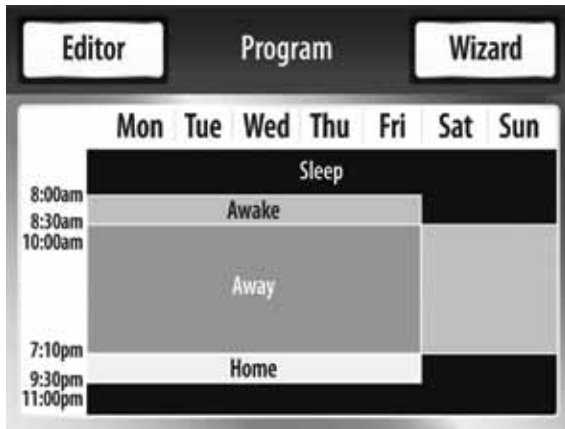 Editor Program Wizard
Mon Tue Wed Thu Fri Sat Sun
Sleep
8:00am
Awake
8:30am
10:00am
Away
7:10pm
Home
9:30pm
11:00pm